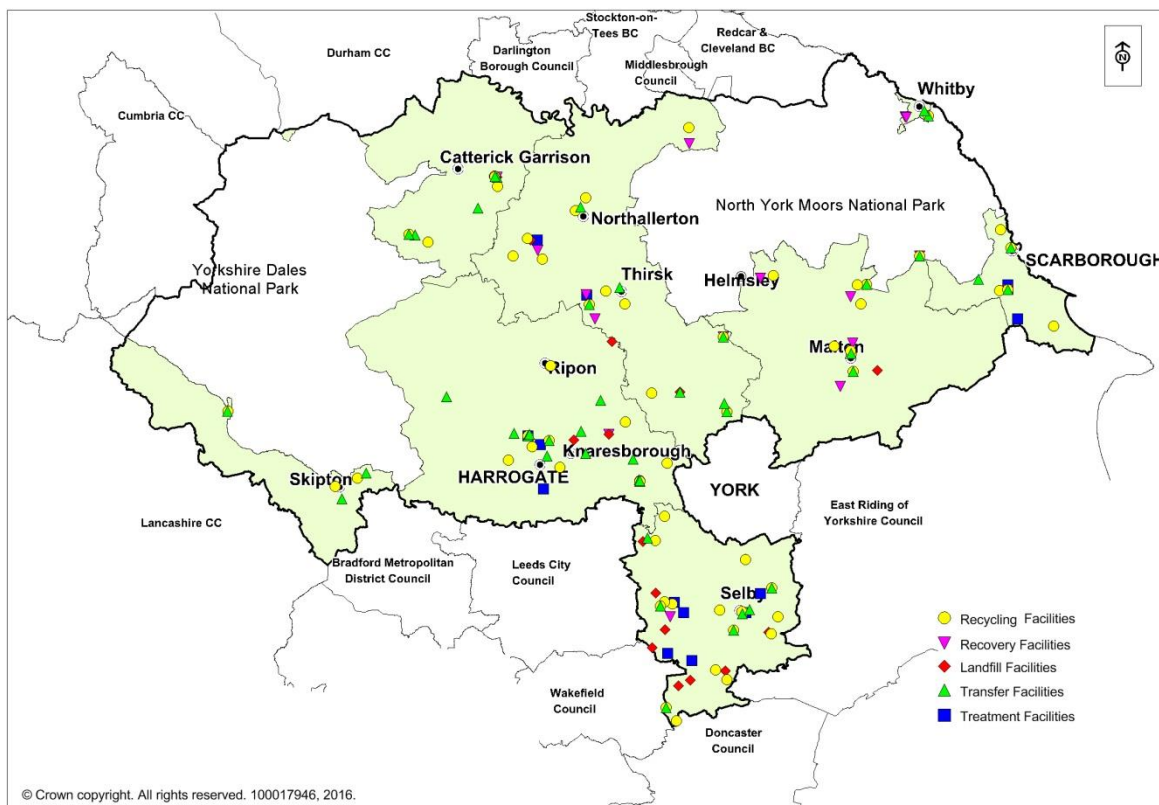 Stockton-on-
Tees BC
Redcar &
Cleveland BC
Durham CC
Darlington
Borough Council
Middlesbrough
Council
N
Whitby
Cumbria CC
Catterick Garrison
North York Moors National Park
Northallerton
SCARBOROUGH
Yorkshire Dales
National Park
Thirsk
Helmsley
Malton
Ripon
Knaresborough
HARROGATE
Skipton
YORK
East Riding of
Yorkshire Council
Lancashire CC
Bradford Metropolitan
District Council
Leeds City
Council
Selby
Recycling Facilities
Recovery Facilities
Landfill Facilities
Transfer Facilities
Treatment Facilities
Wakefield
Council
Doncaster
Council
© Crown copyright. All rights reserved. 100017946, 2016.